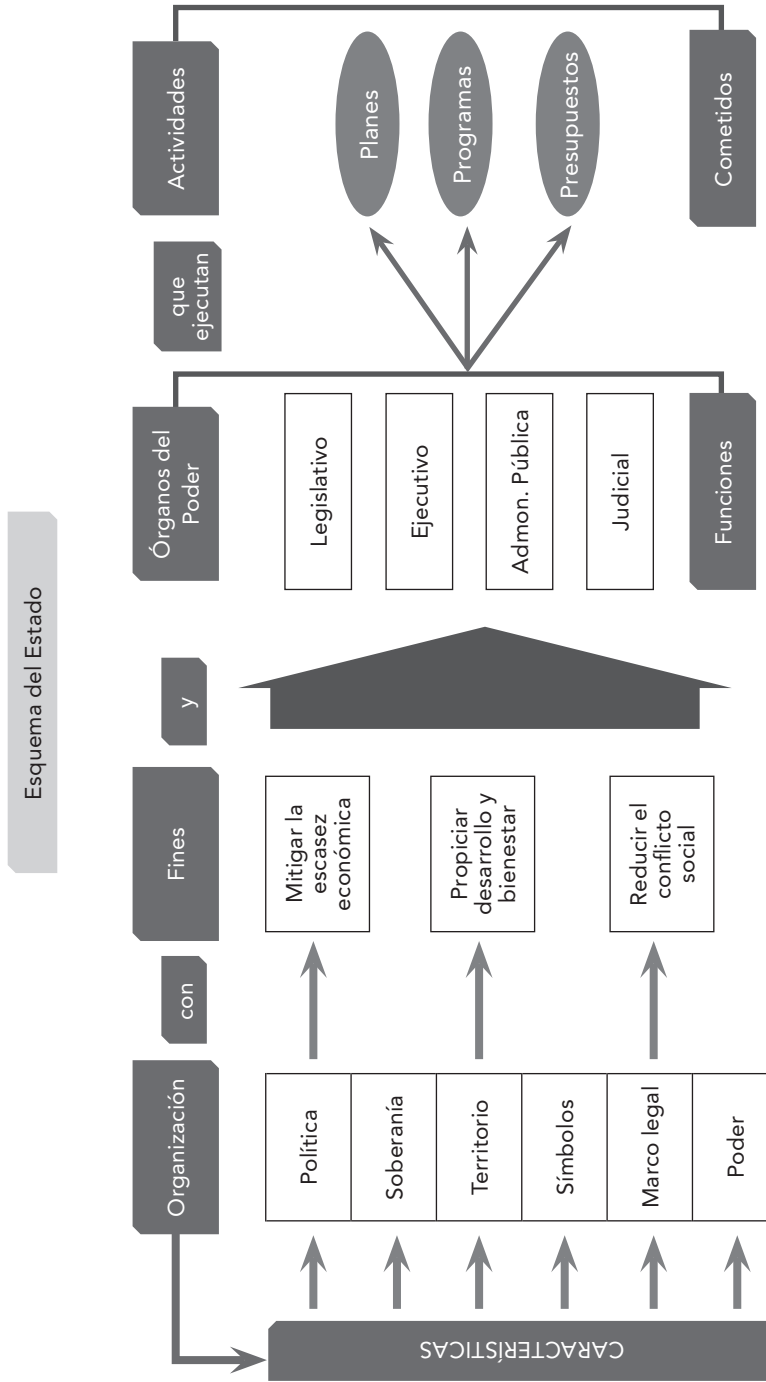 Esquema del Estado
Organización
con
Fines
y
Órganos del
Poder
que
ejecutan
Actividades
CARACTERÍSTICAS
Política
Soberanía
Territorio
Símbolos
Marco legal
Poder
Mitigar la
escasez
económica
Propiciar
desarrollo y
bienestar
Reducir el
conflicto
social
Legislativo
Ejecutivo
Admon. Pública
Judicial
Funciones
Planes
Programas
Presupuestos
Cometidos